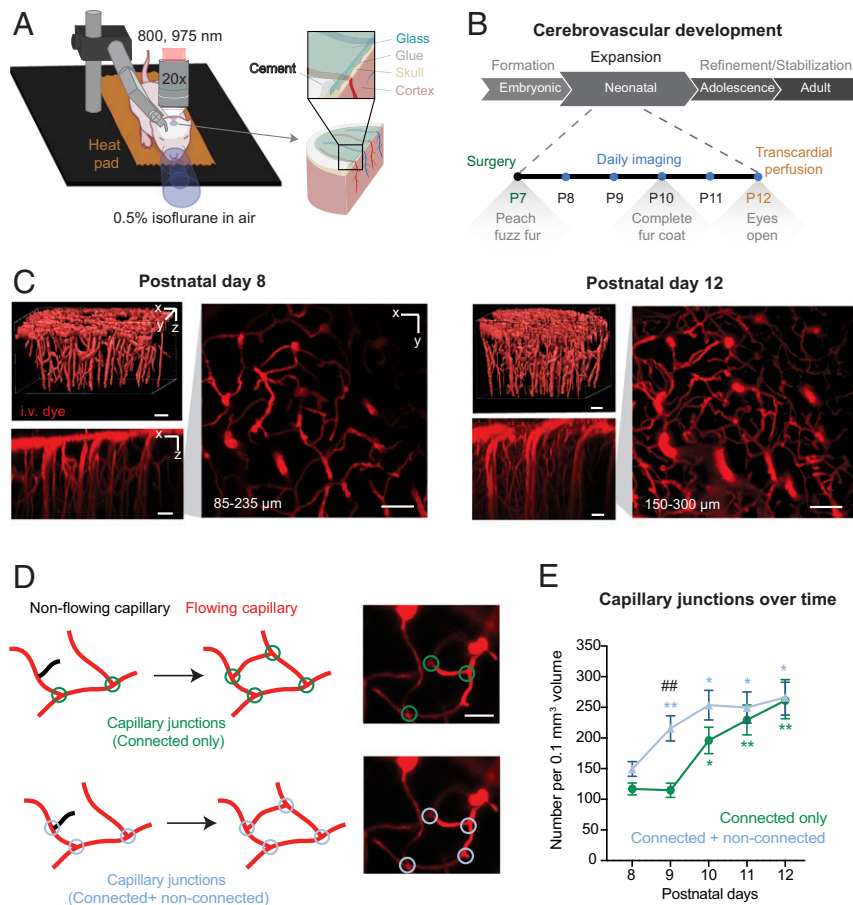 A
800, 975 nm
20x
Heat
pad
0.5% isoflurane in air
Cement
Glass
Glue
Skull
Cortex
B
Cerebrovascular development
Formation
Expansion
Refinement/Stabilization
Embryonic
Neonatal
Adolescence
Adult
Surgery
Daily imaging
Transcardial
perfusion
P7
P8
P9
P10
P11
P12
Peach
fuzz fur
Complete
fur coat
Eyes
open
C
Postnatal day 8
x
y
z
i.v. dye
x
z
x
y
85-235 µm
Postnatal day 12
150-300 µm
D
Non-flowing capillary
Flowing capillary
Capillary junctions
(Connected only)
Capillary junctions
(Connected+ non-connected)
E
Capillary junctions over time
Number per 0.1 mm³ volume
350
300
250
200
150
100
50
0
##
**
*
*
*
*
**
**
Connected only
Connected + non-connected
8
9
10
11
12
Postnatal days